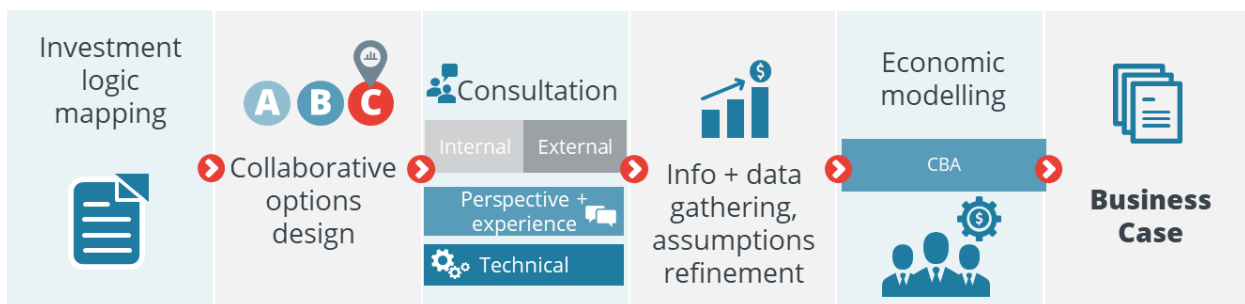 Investment
logic
mapping
A B C
Collaborative
options
design
Consultation
Internal External
Perspective +
experience
Technical
$
Info + data
gathering,
assumptions
refinement
Economic
modelling
CBA
$
Business
Case